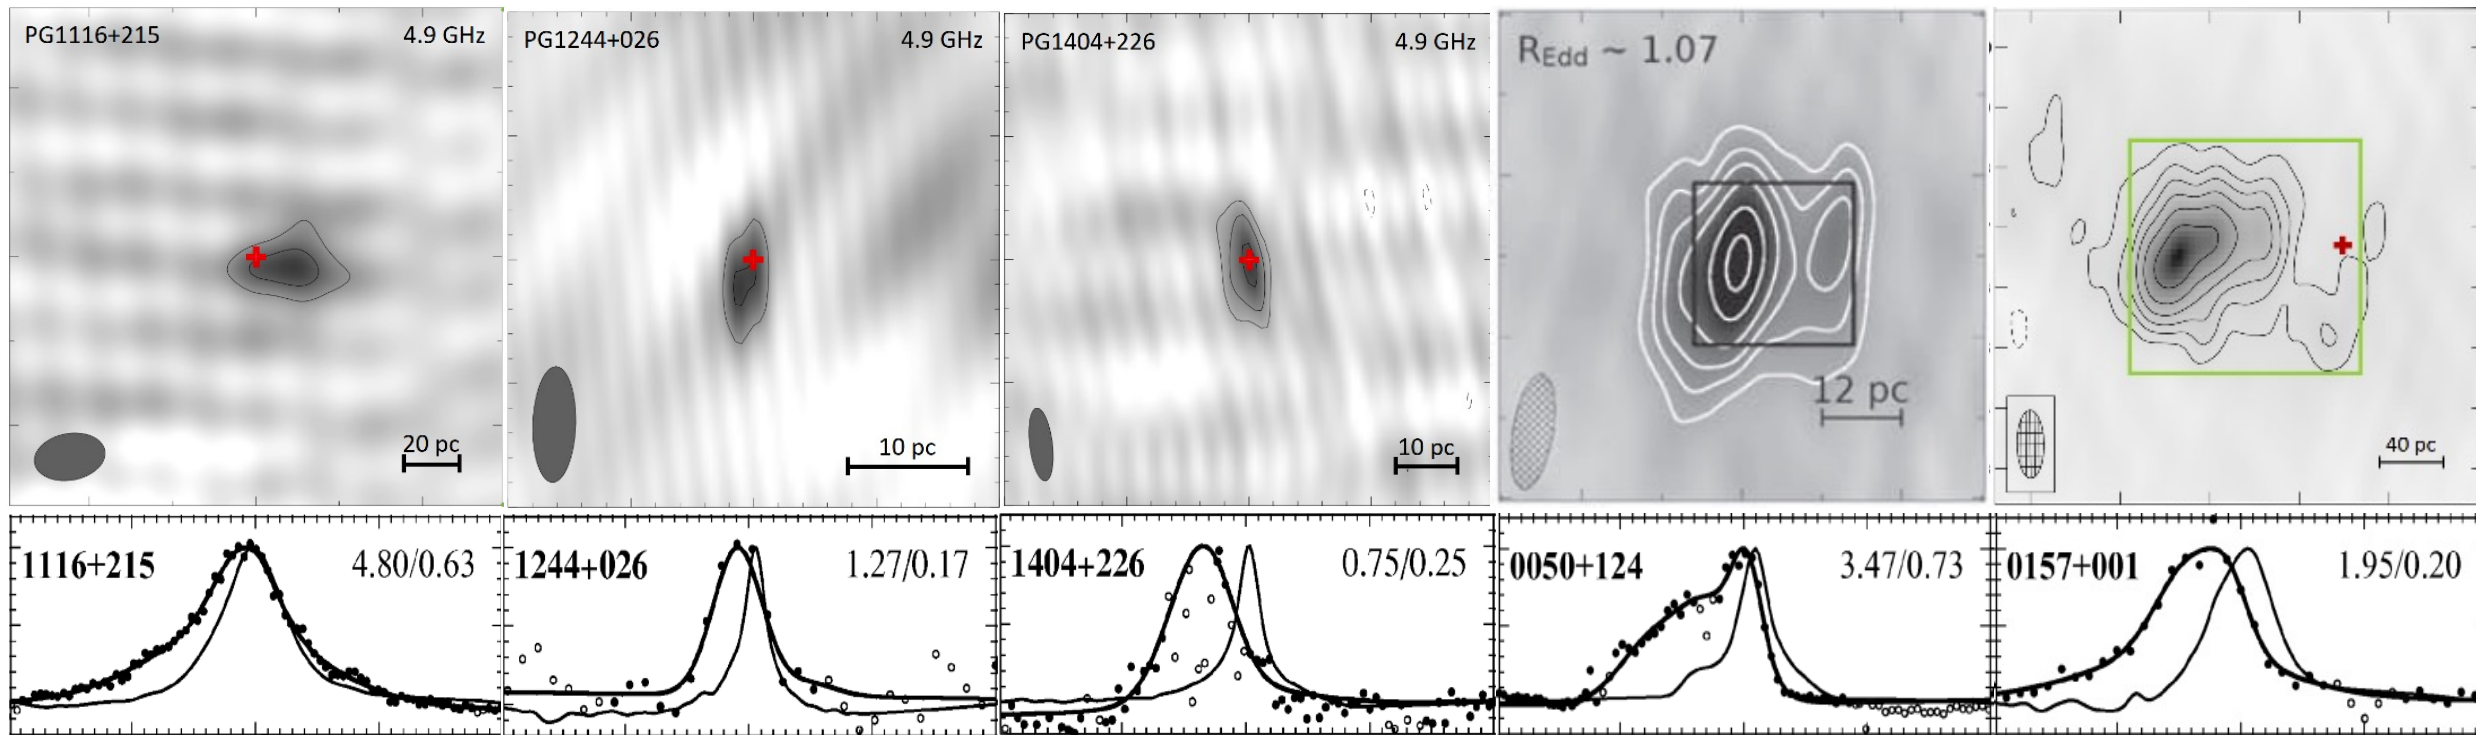 PG1116+215 4.9 GHz
20 pc
PG1244+026 4.9 GHz
10 pc
PG1404+226 4.9 GHz
10 pc
REdd ~ 1.07
12 pc
40 pc
1116+215 4.80/0.63
1244+026 1.27/0.17
1404+226 0.75/0.25
0050+124 3.47/0.73
0157+001 1.95/0.20